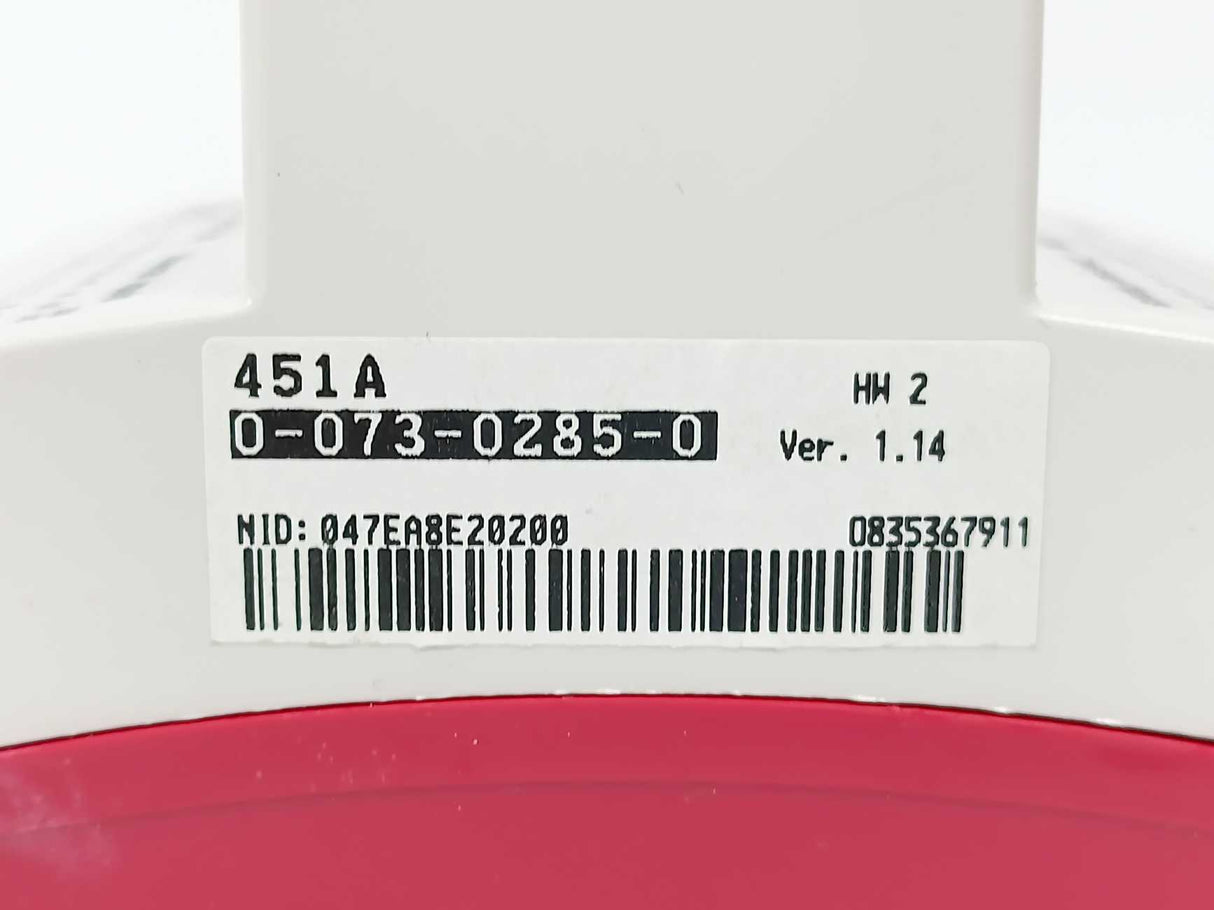 451A
HW 2
0-073-0285-0
Ver. 1.14
NID: 047EA8E20200
0835367911